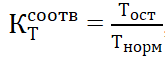 К_Т^соотв = Т_ост / Т_норм,